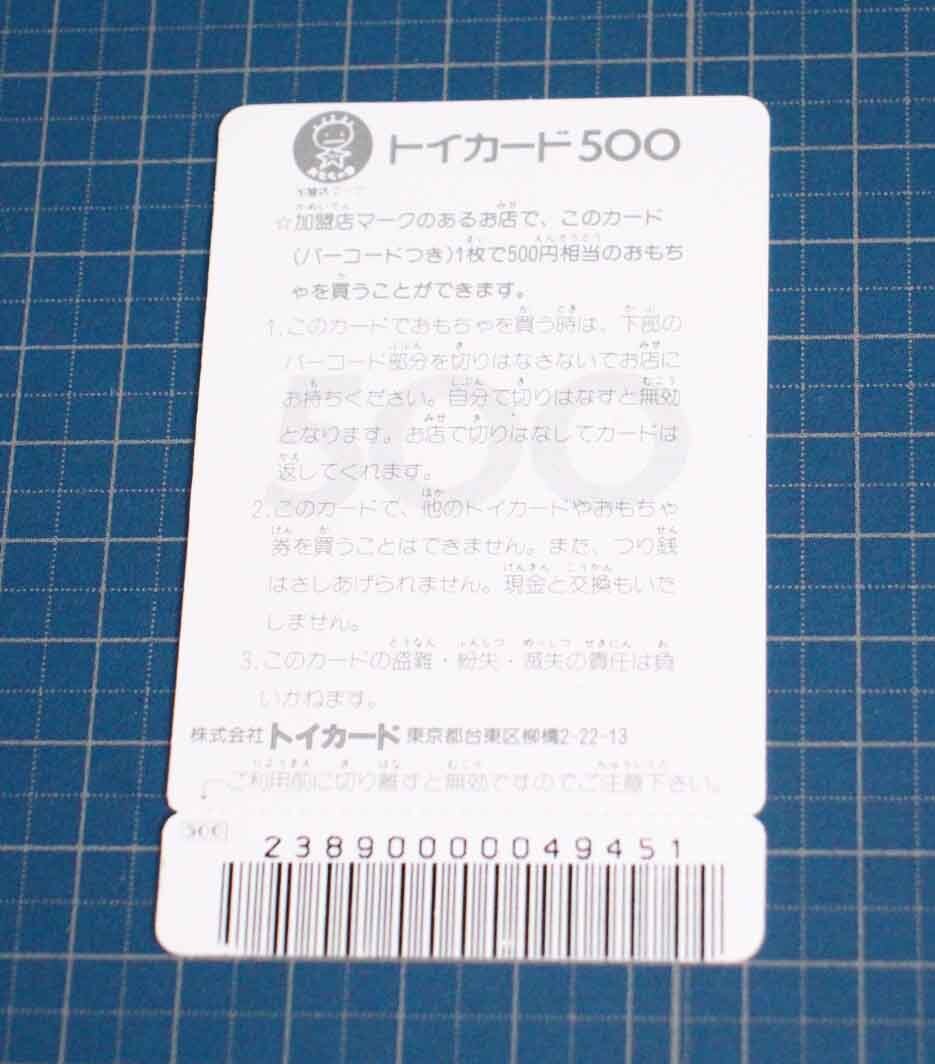 トイカード500
☆加盟店マークのあるお店で、このカード
(バーコードつき)1枚で500円相当のおもち
ゃを買うことができます。
1.このカードでおもちゃを買う時は、下部の
バーコード部分を切りはなさないでお店に
お持ちください。自分で切りはなすと無効
となります。お店で切りはなしてカードは
返してくれます。
2.このカードで、他のトイカードやおもちゃ
券を買うことはできません。また、つり銭
はさしあげられません。現金と交換もいた
しません。
3.このカードの盗難・紛失・滅失の責任は負
いかねます。
株式会社トイカード 東京都台東区柳橋2-22-13
ご利用前に切り離すと無効ですのでご注意下さい。
500
23890000049451